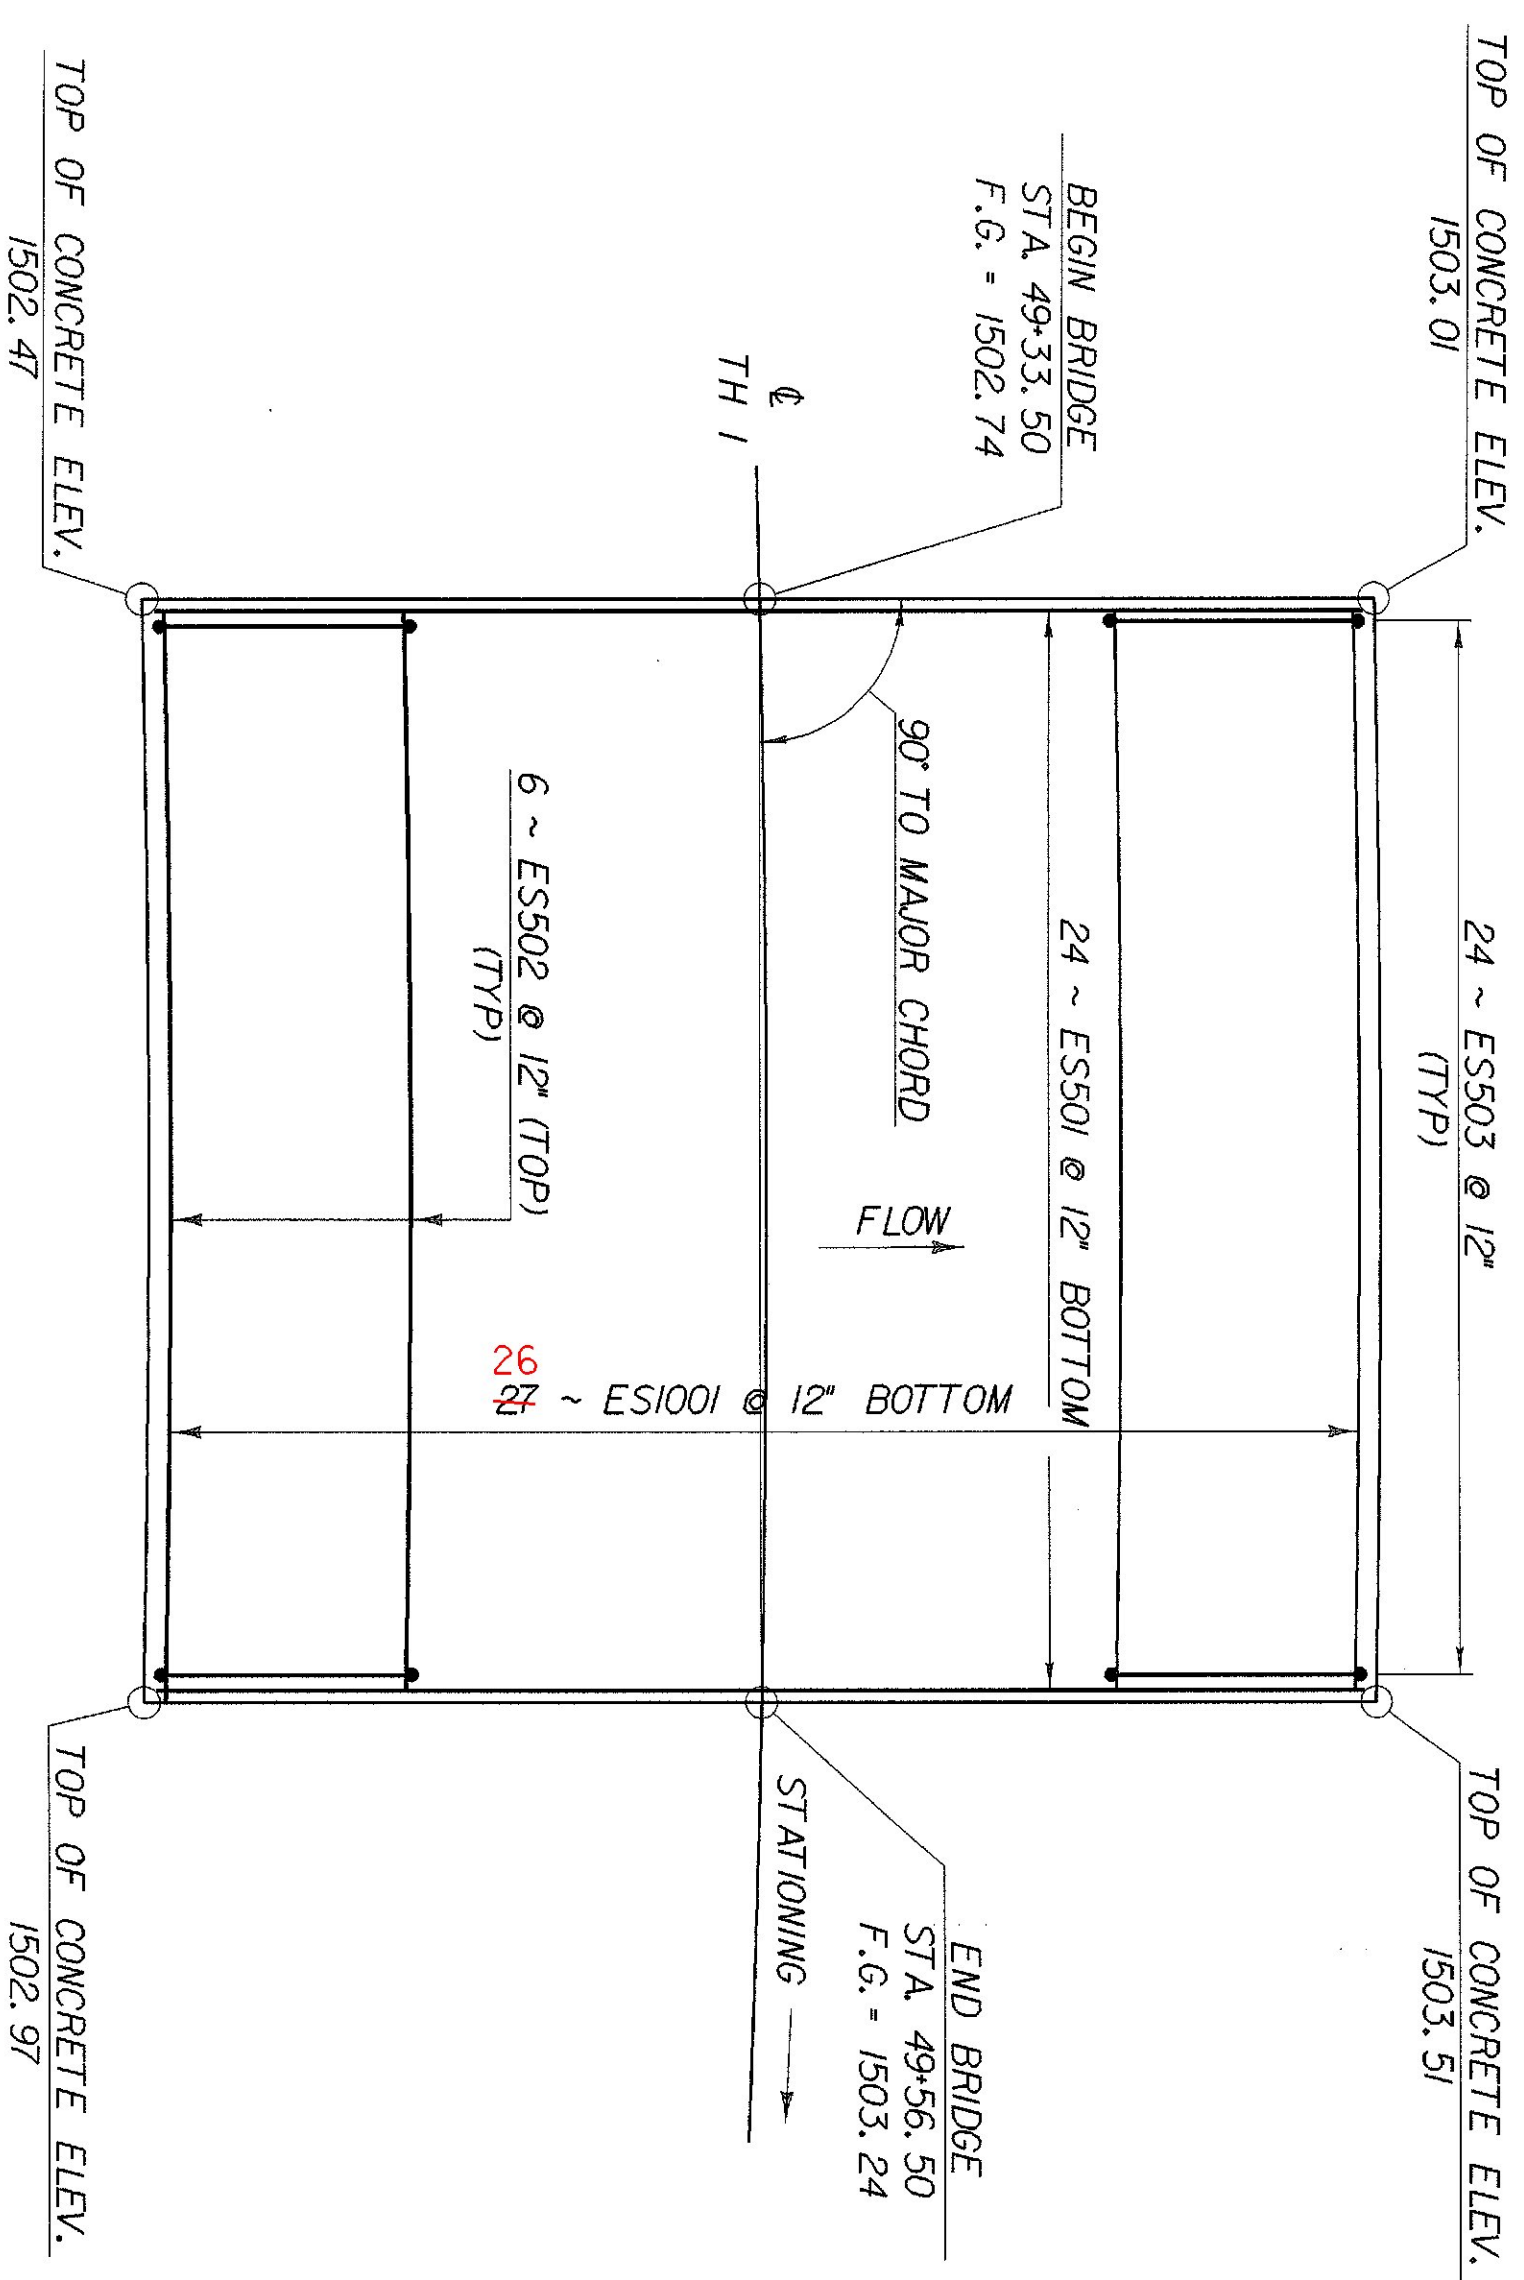 TOP OF CONCRETE ELEV.
1503.01
BEGIN BRIDGE
STA. 49+33.50
F.G. = 1502.74
℄
TH 1
TOP OF CONCRETE ELEV.
1502.47
24 ~ ES503 @ 12"
(TYP)
24 ~ ES501 @ 12" BOTTOM
90° TO MAJOR CHORD
FLOW
6 ~ ES502 @ 12" (TOP)
(TYP)
26
27 ~ ES1001 @ 12" BOTTOM
TOP OF CONCRETE ELEV.
1503.51
END BRIDGE
STA. 49+56.50
F.G. = 1503.24
STATIONING
TOP OF CONCRETE ELEV.
1502.97